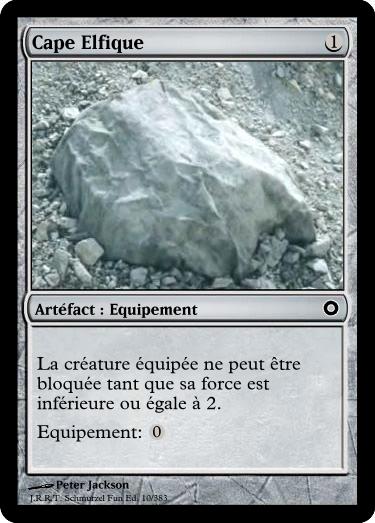 Cape Elfique 1
Artéfact : Equipement
La créature équipée ne peut être
bloquée tant que sa force est
inférieure ou égale à 2.
Equipement: 0
Peter Jackson
J.R.R.T. Schmurzel Fun Ed. 10/383